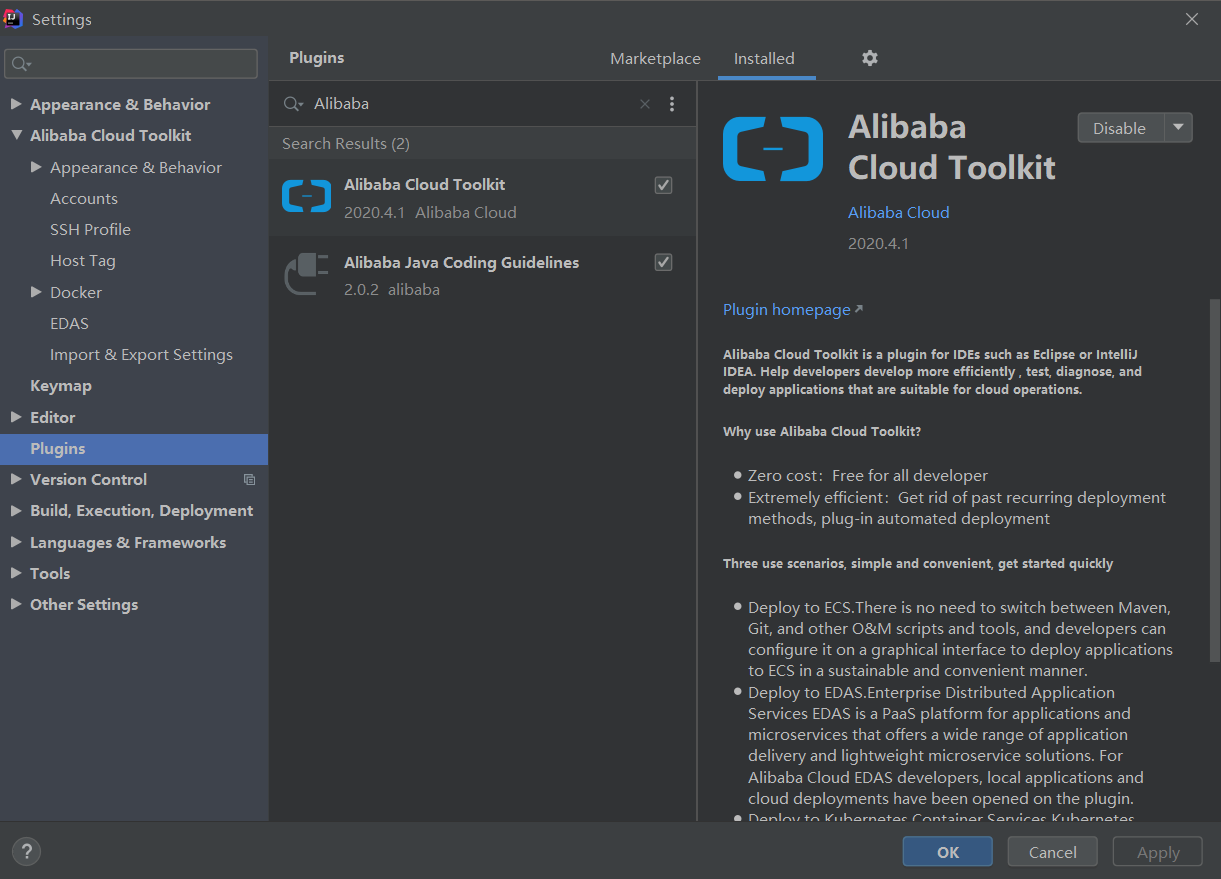 Settings
Appearance & Behavior
Alibaba Cloud Toolkit
Appearance & Behavior
Accounts
SSH Profile
Host Tag
Docker
EDAS
Import & Export Settings
Keymap
Editor
Plugins
Version Control
Build, Execution, Deployment
Languages & Frameworks
Tools
Other Settings
Plugins
Marketplace
Installed
Alibaba
Search Results (2)
Alibaba Cloud Toolkit
2020.4.1 Alibaba Cloud
Alibaba Java Coding Guidelines
2.0.2 alibaba
Alibaba
Cloud Toolkit
Disable
Alibaba Cloud
2020.4.1
Plugin homepage
Alibaba Cloud Toolkit is a plugin for IDEs such as Eclipse or IntelliJ
IDEA. Help developers develop more efficiently , test, diagnose, and
deploy applications that are suitable for cloud operations.
Why use Alibaba Cloud Toolkit?
Zero cost：Free for all developer
Extremely efficient：Get rid of past recurring deployment
methods, plug-in automated deployment
Three use scenarios, simple and convenient, get started quickly
Deploy to ECS.There is no need to switch between Maven,
Git, and other O&M scripts and tools, and developers can
configure it on a graphical interface to deploy applications
to ECS in a sustainable and convenient manner.
Deploy to EDAS.Enterprise Distributed Application
Services EDAS is a PaaS platform for applications and
microservices that offers a wide range of application
delivery and lightweight microservice solutions. For
Alibaba Cloud EDAS developers, local applications and
cloud deployments have been opened on the plugin.
Deploy to Kubernetes.Container Services Kubernetes
?
OK
Cancel
Apply